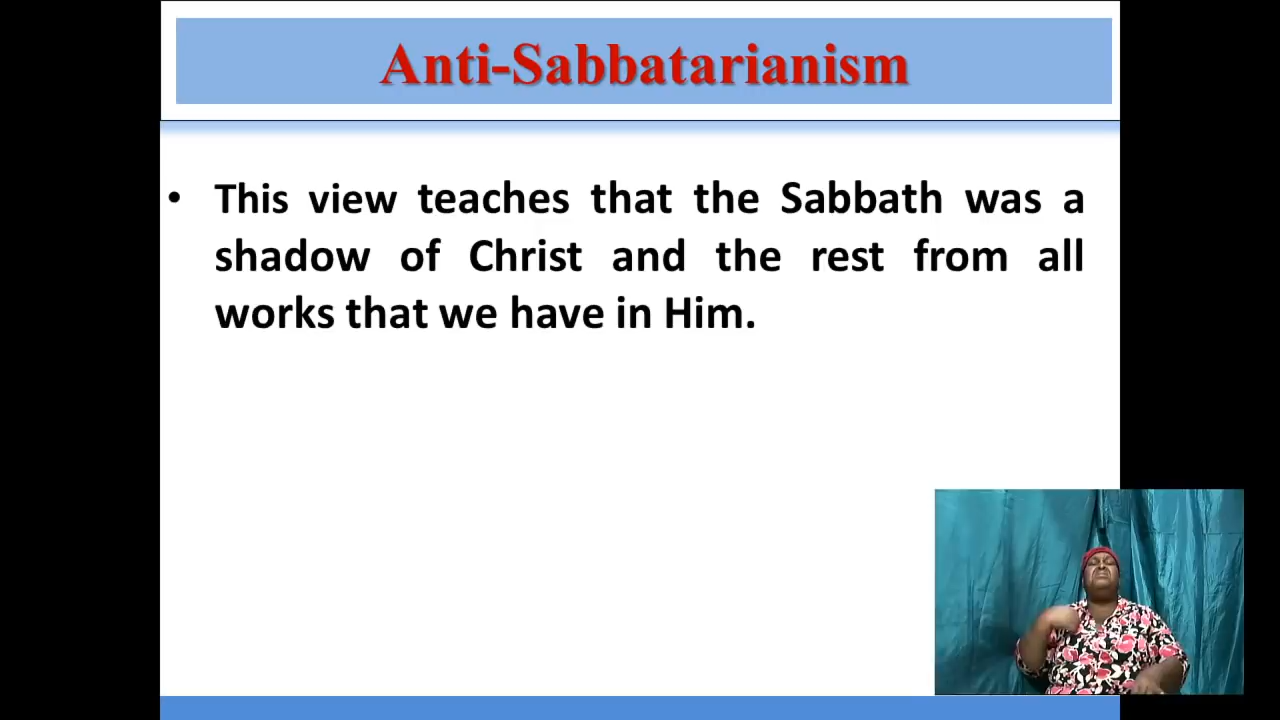 Anti-Sabbatarianism
• This view teaches that the Sabbath was a
shadow of Christ and the rest from all
works that we have in Him.